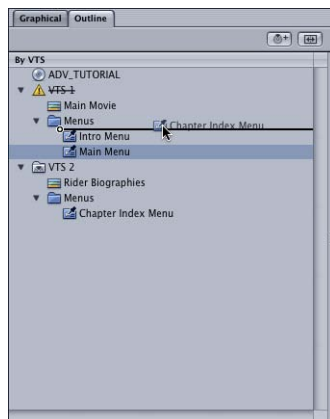 Graphical Outline
By VTS
ADV_TUTORIAL
VTS 1
Main Movie
Menus
Chapter Index Menu
Intro Menu
Main Menu
VTS 2
Rider Biographies
Menus
Chapter Index Menu